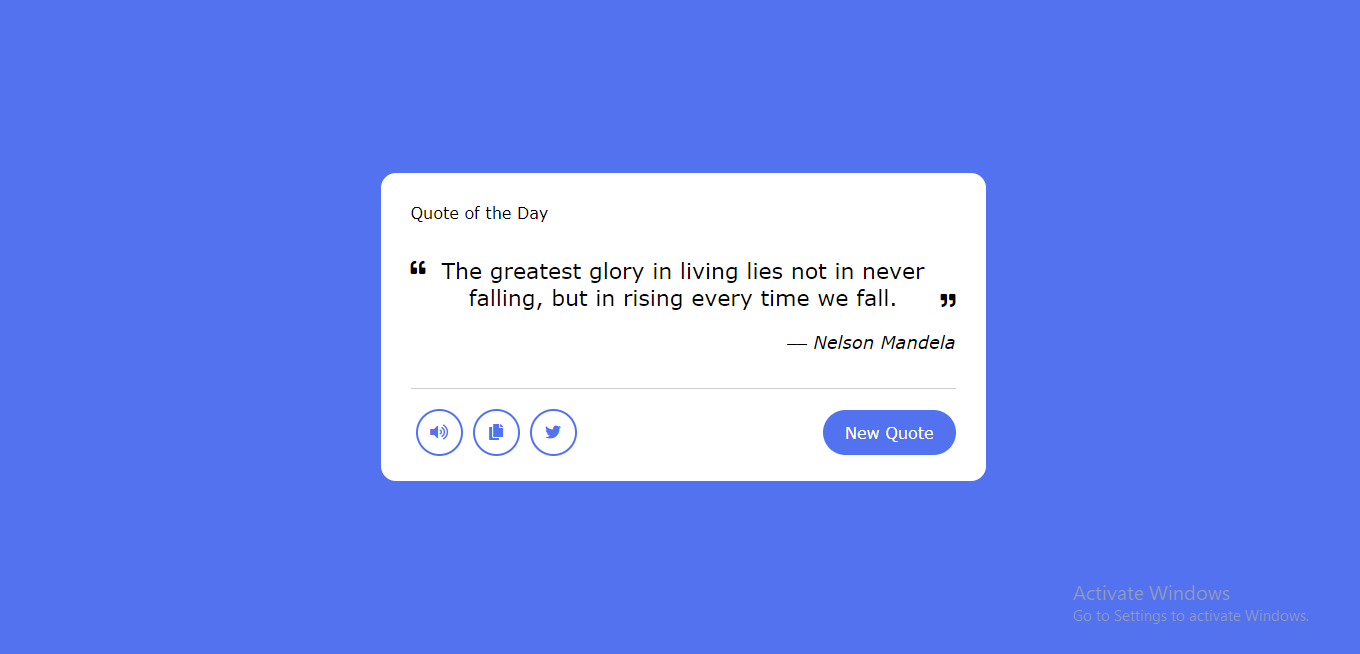 Quote of the Day
“ The greatest glory in living lies not in never
falling, but in rising every time we fall. ”
— Nelson Mandela
New Quote
Activate Windows
Go to Settings to activate Windows.